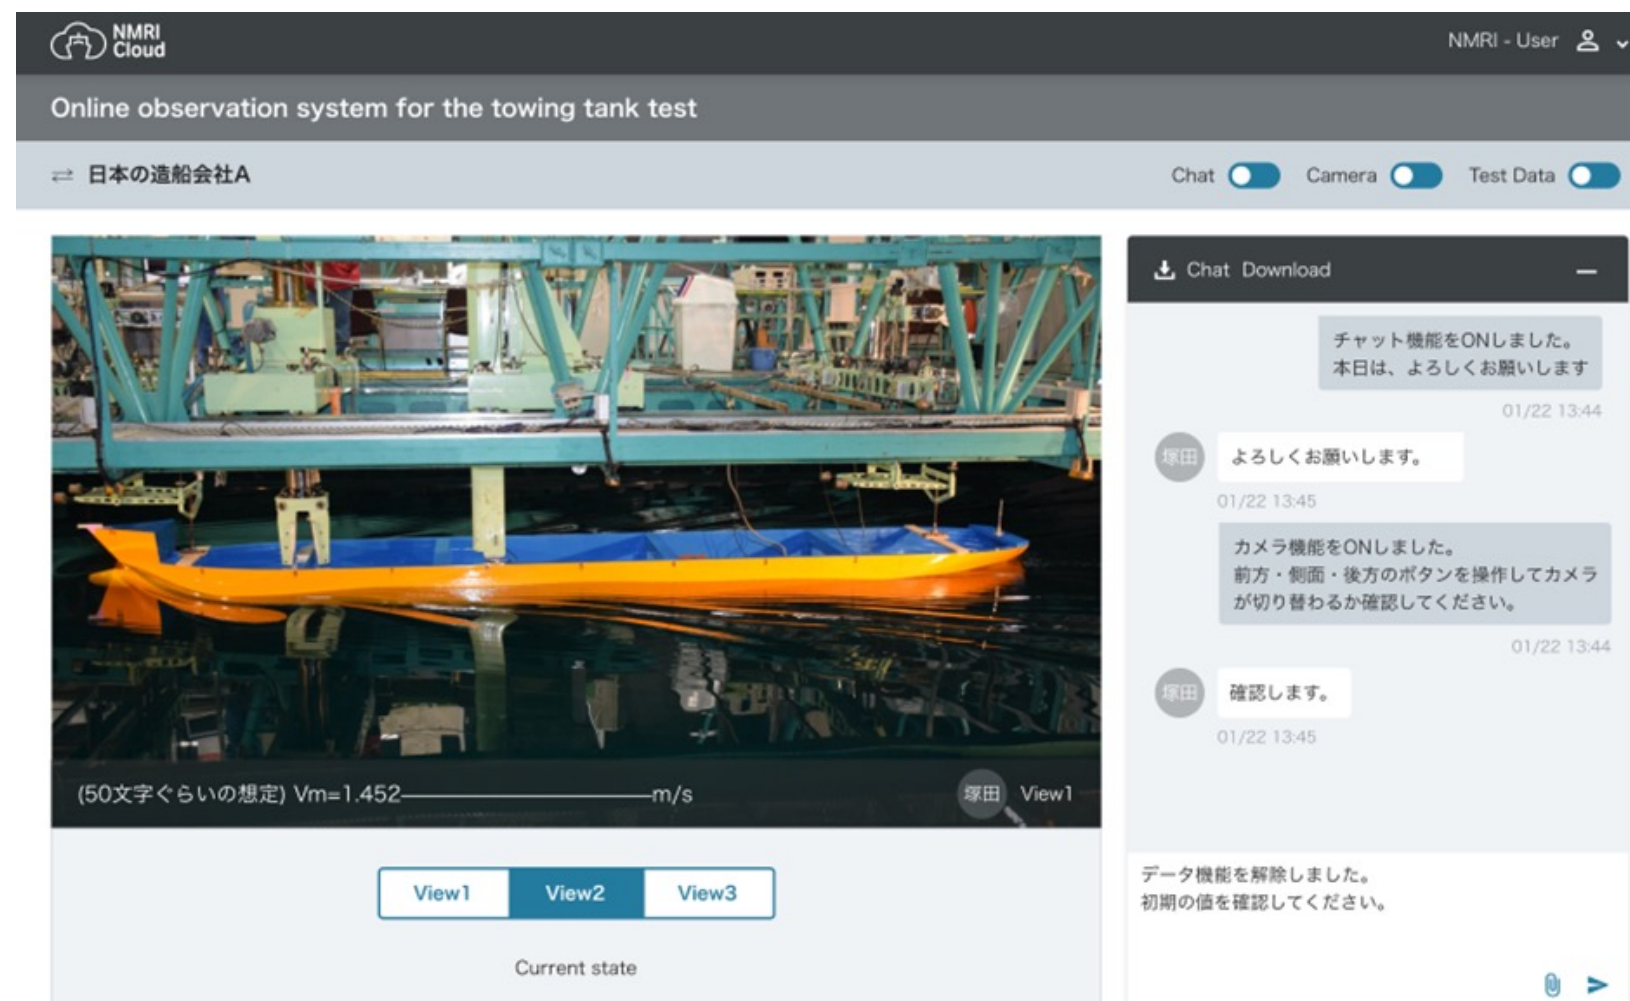 NMRI
Cloud
NMRI - User
Online observation system for the towing tank test
⇄ 日本の造船会社A
Chat
Camera
Test Data
Chat Download
チャット機能をONしました。
本日は、よろしくお願いします
01/22 13:44
塚田
よろしくお願いします。
01/22 13:45
カメラ機能をONしました。
前方・側面・後方のボタンを操作してカメラ
が切り替わるか確認してください。
01/22 13:44
塚田
確認します。
01/22 13:45
(50文字ぐらいの想定) Vm=1.452―――――――――――――m/s
塚田 View1
View1
View2
View3
Current state
データ機能を解除しました。
初期の値を確認してください。